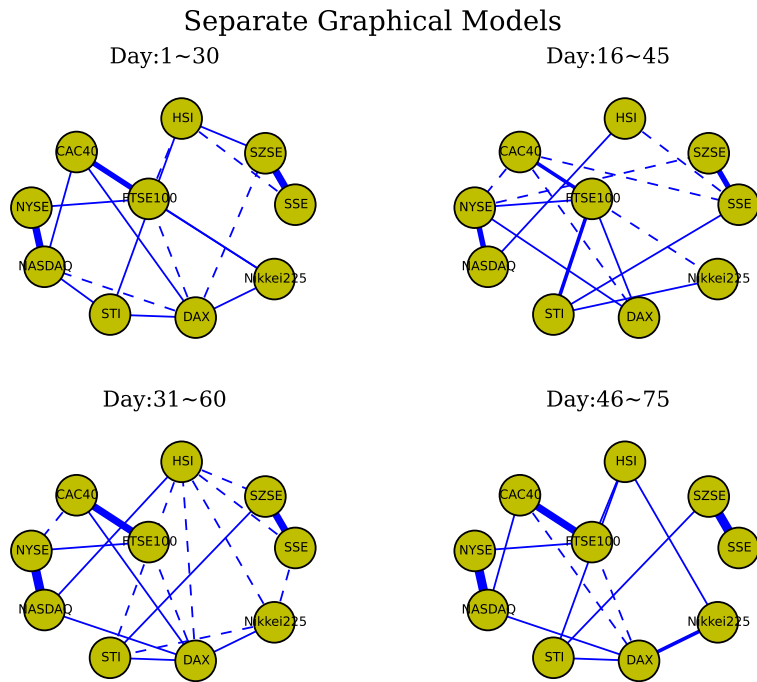 Separate Graphical Models
Day:1~30
Day:16~45
HSI
CAC40
SZSE
FTSE100
SSE
NYSE
NASDAQ
Nikkei225
STI
DAX
HSI
CAC40
SZSE
FTSE100
SSE
NYSE
NASDAQ
Nikkei225
STI
DAX
Day:31~60
Day:46~75
HSI
CAC40
SZSE
FTSE100
SSE
NYSE
NASDAQ
Nikkei225
STI
DAX
HSI
CAC40
SZSE
FTSE100
SSE
NYSE
NASDAQ
Nikkei225
STI
DAX